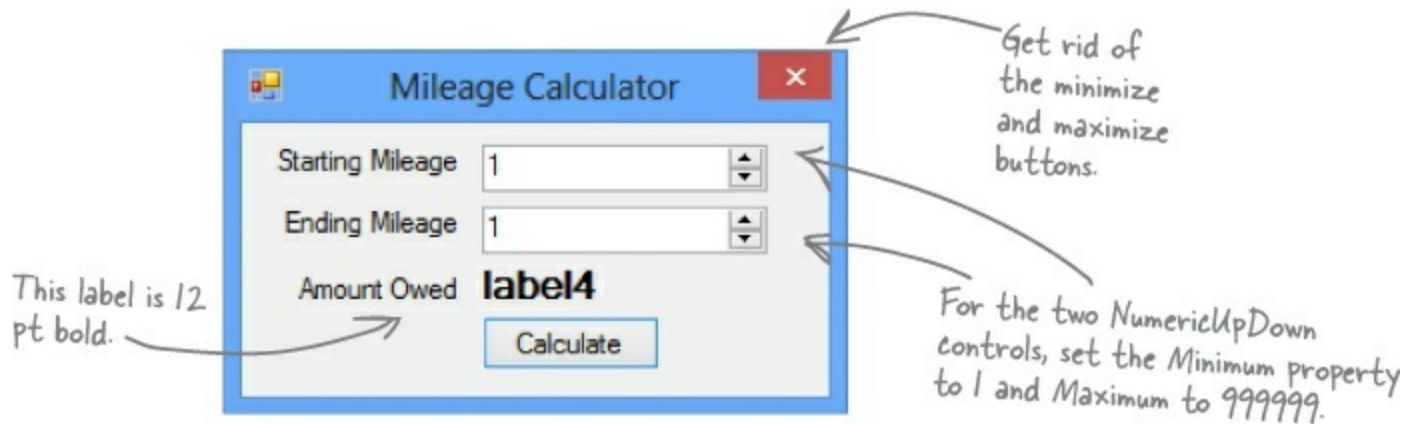 Get rid of
the minimize
and maximize
buttons.
Mileage Calculator
Starting Mileage 1
Ending Mileage 1
Amount Owed label4
Calculate
This label is 12
pt bold.
For the two NumericUpDown
controls, set the Minimum property
to 1 and Maximum to 999999.